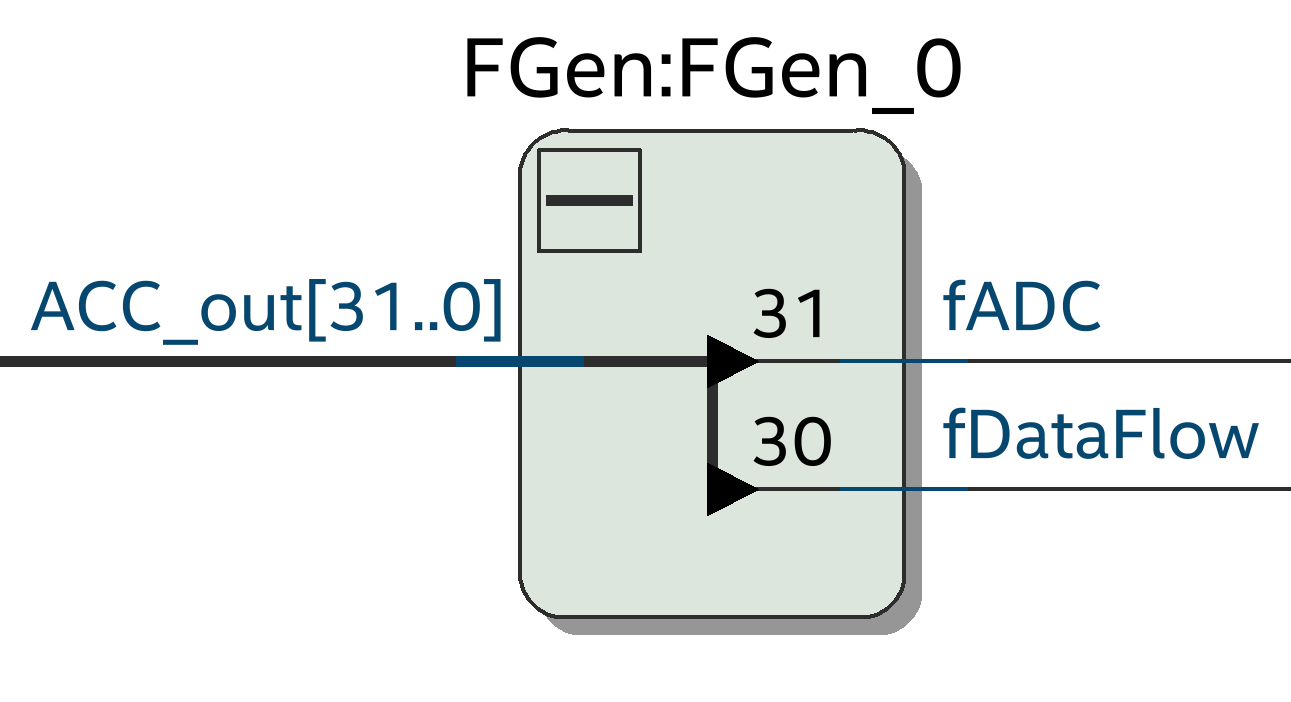 FGen:FGen_0
ACC_out[31..0]
31
fADC
30
fDataFlow